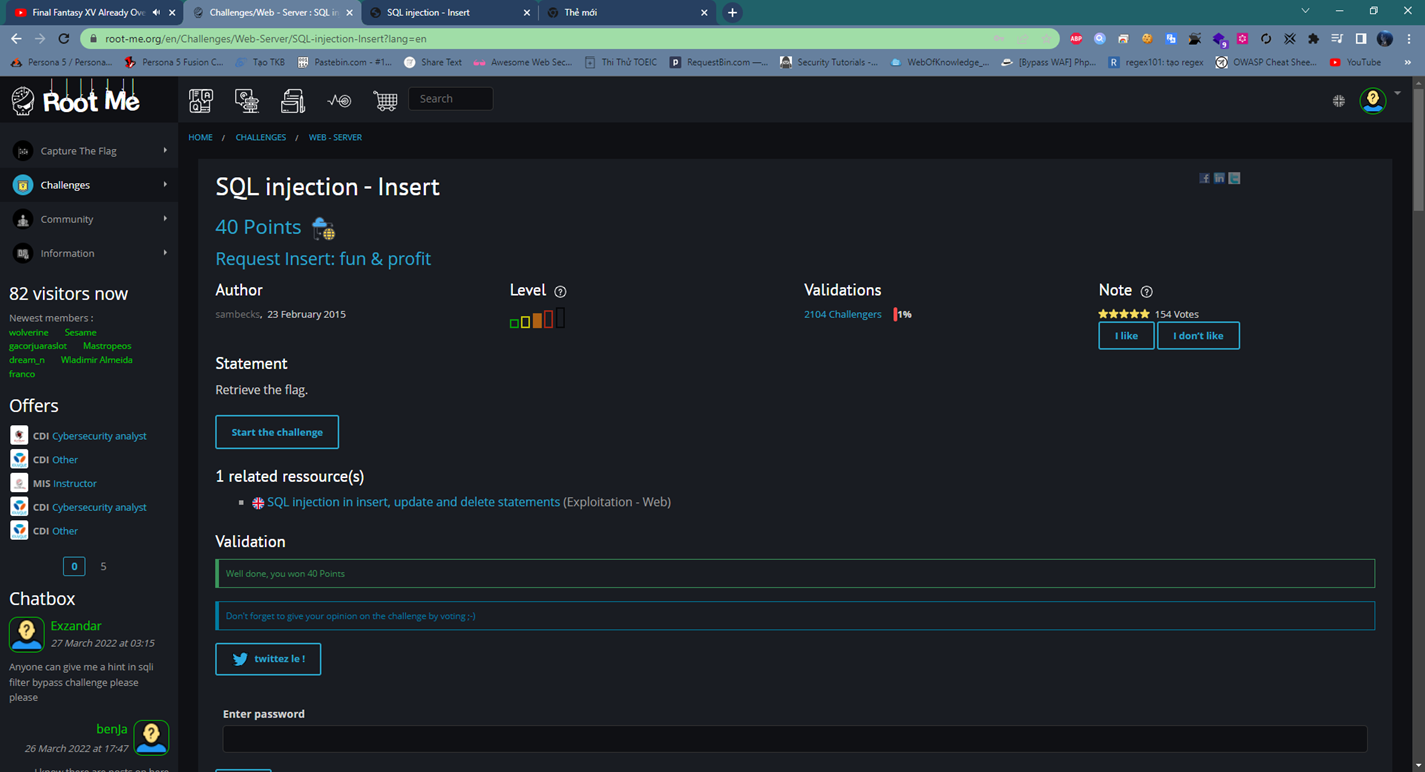 Final Fantasy XV Already Ove
Challenges/Web - Server : SQL in
SQL injection - Insert
Thẻ mới
root-me.org/en/Challenges/Web-Server/SQL-injection-Insert?lang=en
ABP
9
Persona 5 / Persona...
Persona 5 Fusion C...
Tạo TKB
Pastebin.com - #1...
Share Text
Awesome Web Sec...
Thi Thử TOEIC
RequestBin.com —...
Security Tutorials -...
WebOfKnowledge_...
[Bypass WAF] Php...
regex101: tạo regex
OWASP Cheat Shee...
YouTube
»
Root Me
Search
Capture The Flag
Challenges
Community
Information
82 visitors now
Newest members :
wolverine Sesame
gacorjuaraslot Mastropeos
dream_n Wladimir Almeida
franco
Offers
CDI Cybersecurity analyst
CDI Other
MIS Instructor
CDI Cybersecurity analyst
CDI Other
0 5
Chatbox
Exzandar
27 March 2022 at 03:15
Anyone can give me a hint in sqli
filter bypass challenge please
please
benJa
26 March 2022 at 17:47
HOME / CHALLENGES / WEB - SERVER
SQL injection - Insert
40 Points
Request Insert: fun & profit
Author
sambecks, 23 February 2015
Level
Validations
2104 Challengers 1%
Note
154 Votes
I like
I don't like
Statement
Retrieve the flag.
Start the challenge
1 related ressource(s)
SQL injection in insert, update and delete statements (Exploitation - Web)
Validation
Well done, you won 40 Points
Don't forget to give your opinion on the challenge by voting ;-)
twittez le !
Enter password